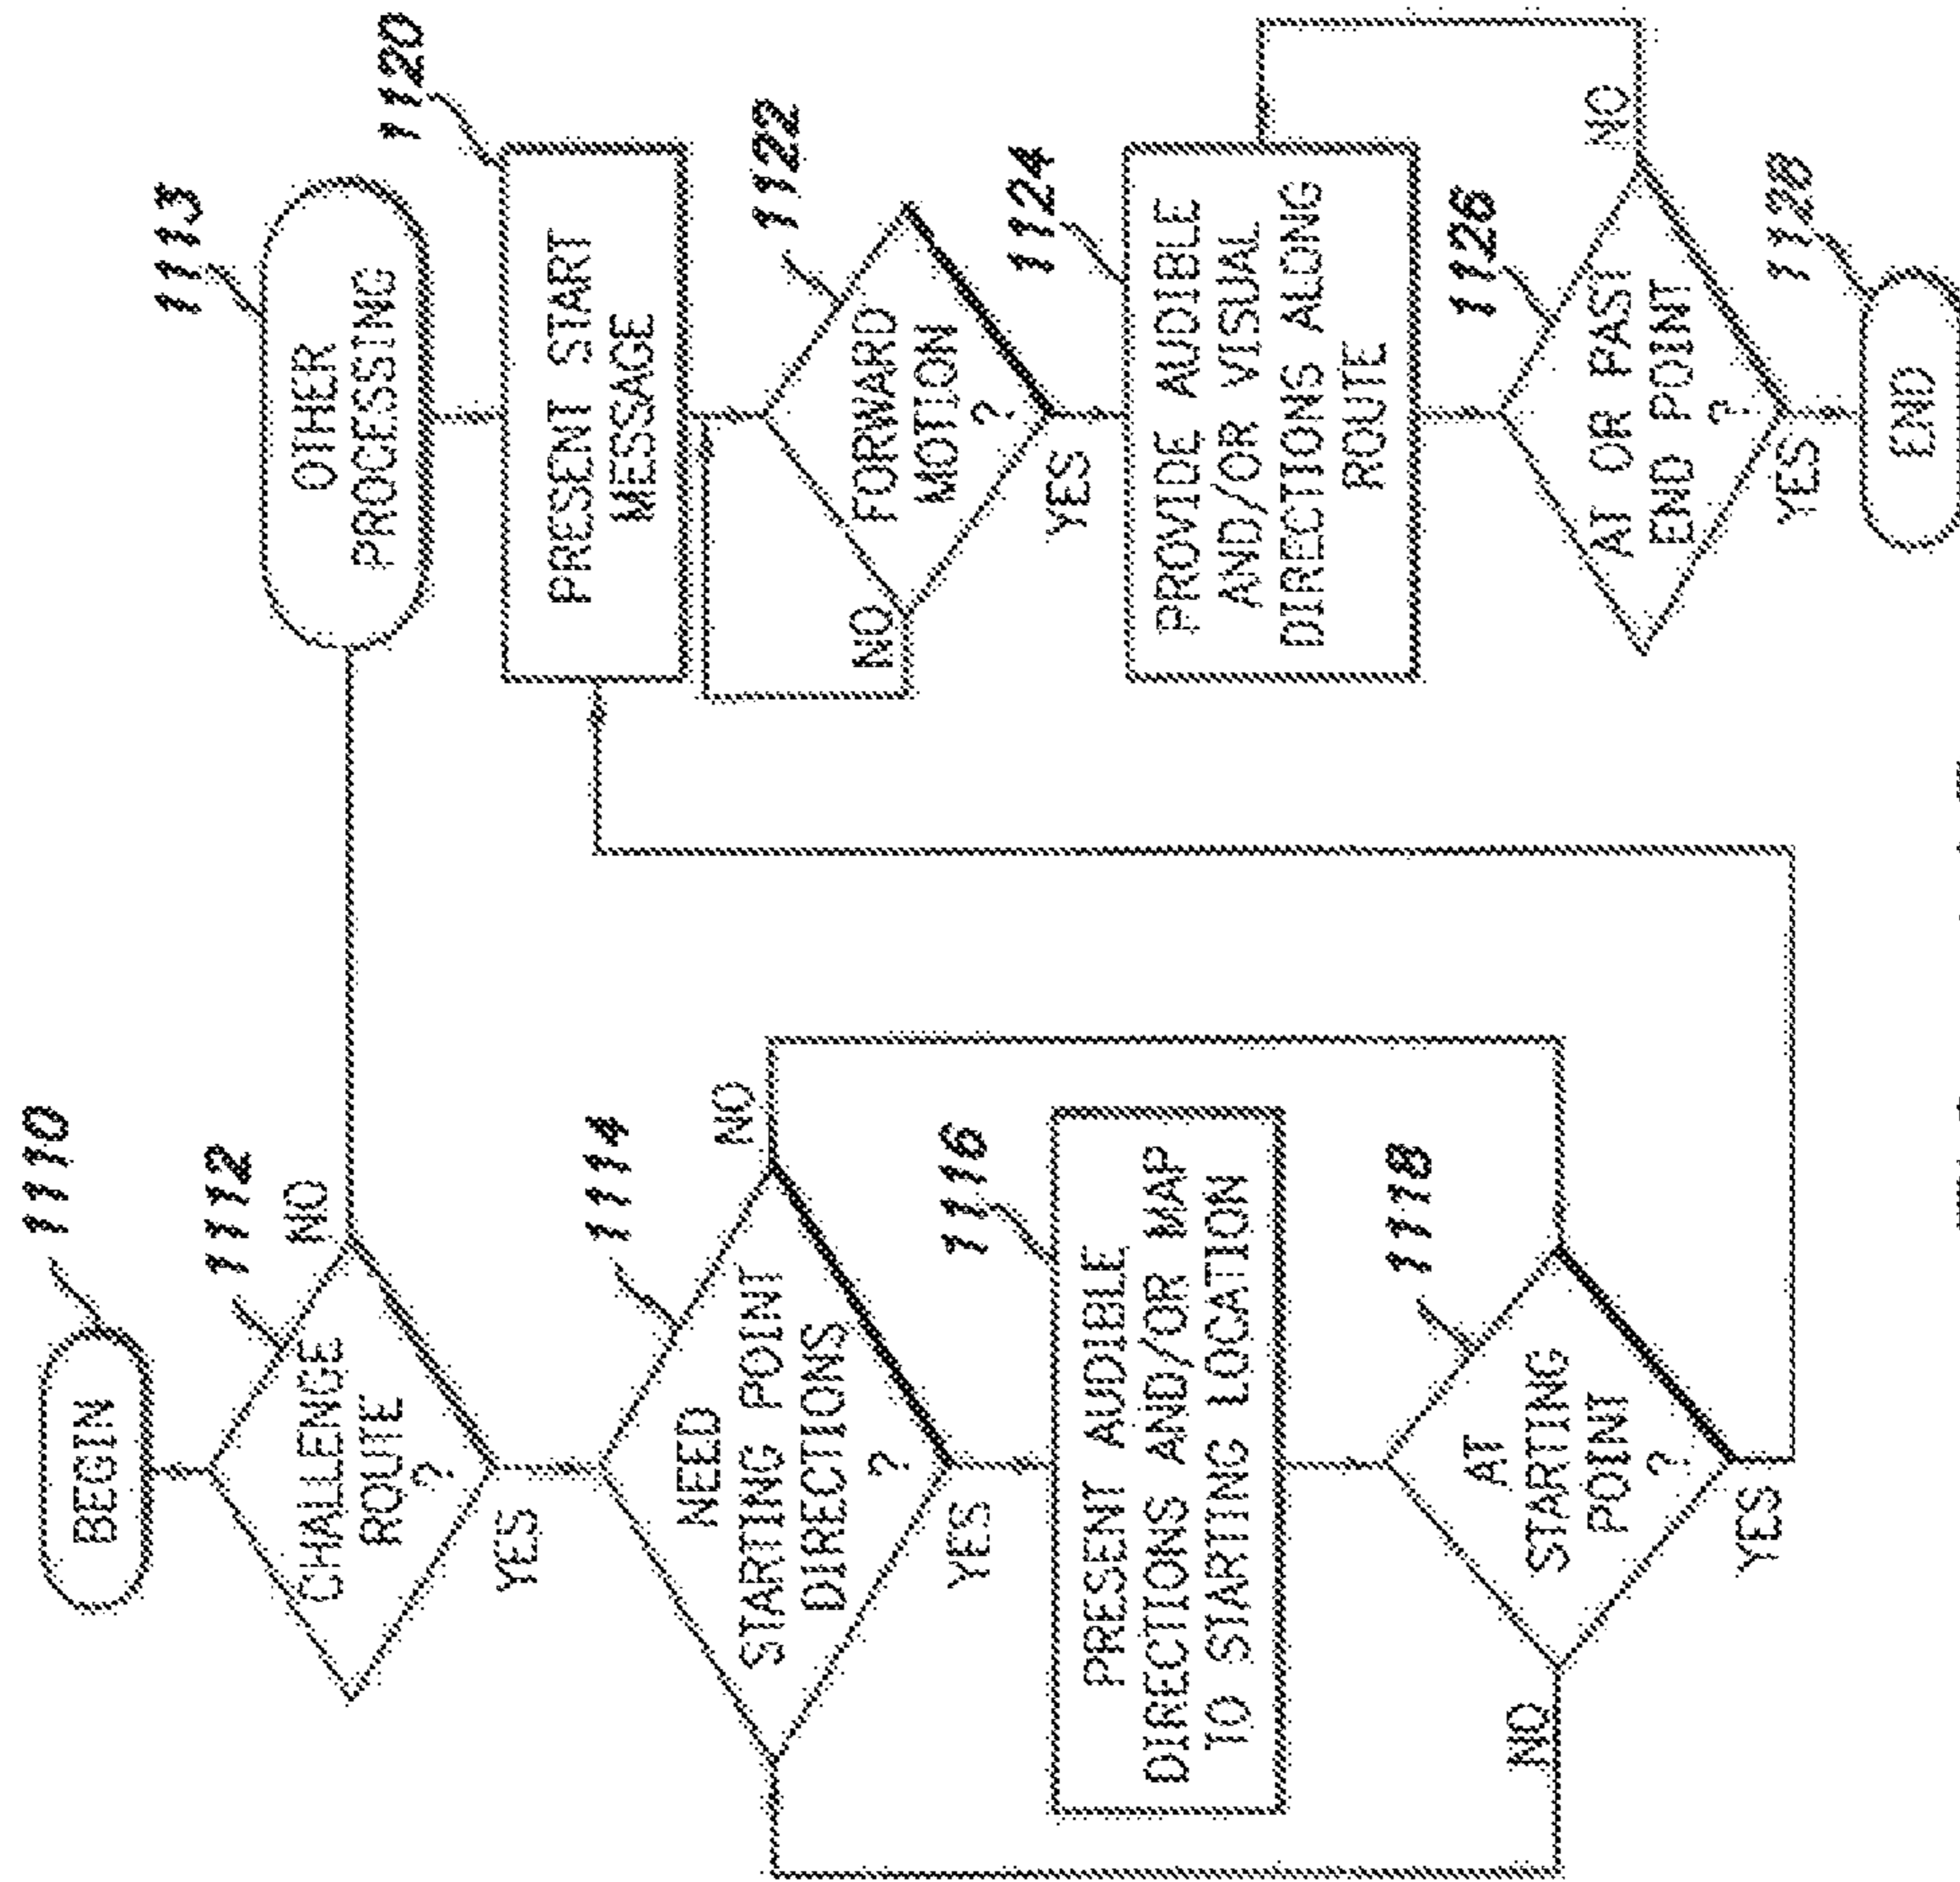 1110
BEGIN
1112
CHALLENGE
ROUTE
?
NO
YES
1114
NEED
STARTING POINT
DIRECTIONS
?
NO
YES
1116
PRESENT AUDIBLE
DIRECTIONS AND/OR MAP
TO STARTING LOCATION
1118
AT
STARTING
POINT
?
NO
YES
1113
OTHER
PROCESSING
1120
PRESENT START
MESSAGE
1122
FORWARD
MOTION
?
NO
YES
1124
PROVIDE AUDIBLE
AND/OR VISUAL
DIRECTIONS ALONG
ROUTE
1126
AT OR PAST
END POINT
?
NO
YES
1128
END